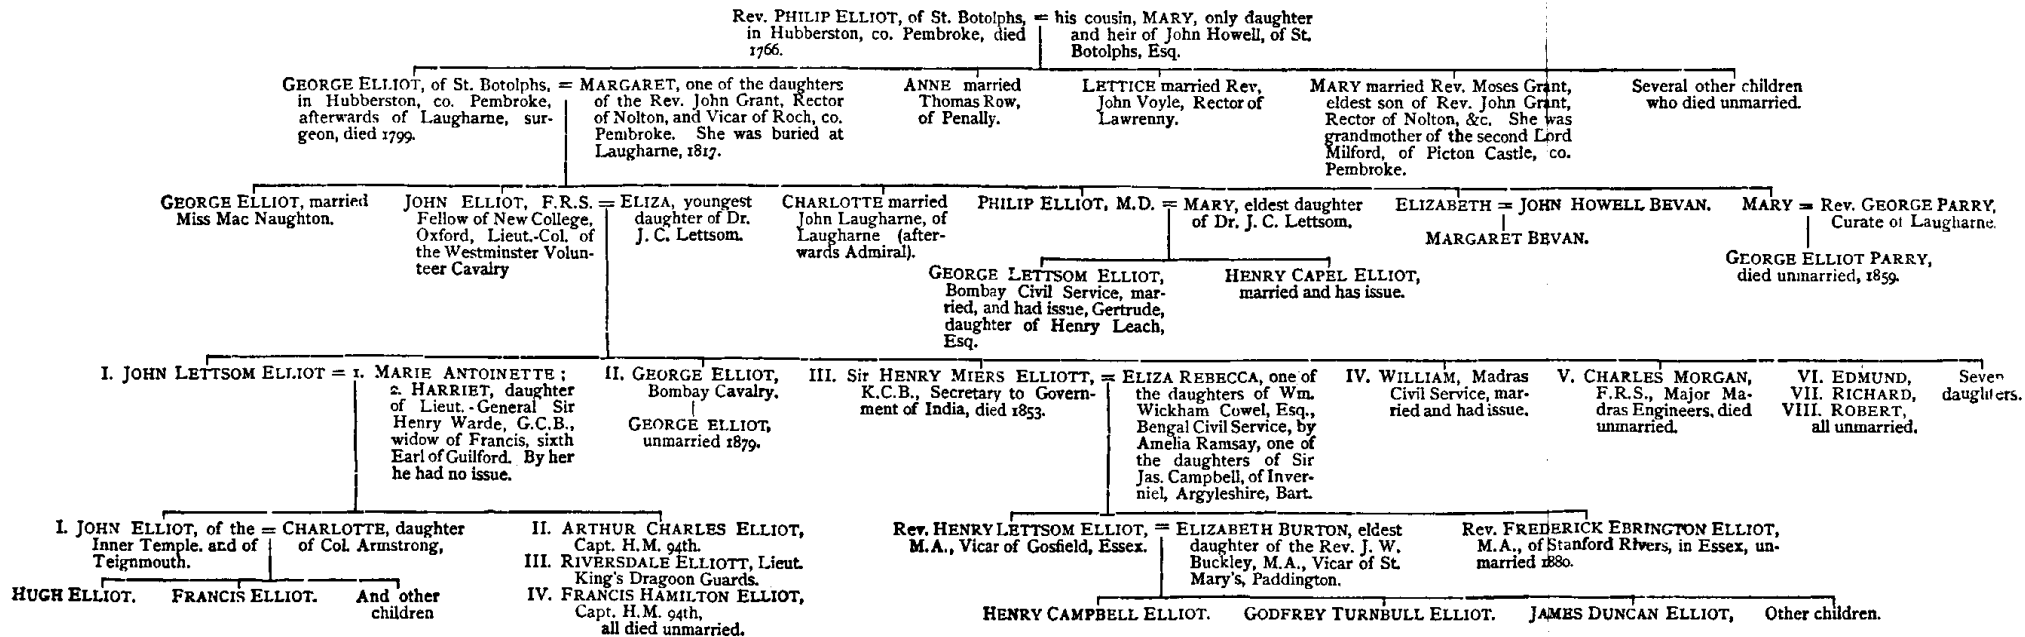 Rev. PHILIP ELLIOT, of St. Botolphs,
in Hubberston, co. Pembroke, died
1766.
= his cousin, MARY, only daughter
and heir of John Howell, of St.
Botolphs, Esq.
GEORGE ELLIOT, of St. Botolphs,
in Hubberston, co. Pembroke,
afterwards of Laugharne, sur-
geon, died 1799.
= MARGARET, one of the daughters
of the Rev. John Grant, Rector
of Nolton, and Vicar of Roch, co.
Pembroke. She was buried at
Laugharne, 1817.
ANNE married
Thomas Row,
of Penally.
LETTICE married Rev,
John Voyle, Rector of
Lawrenny.
MARY married Rev. Moses Grant,
eldest son of Rev. John Grant,
Rector of Nolton, &c. She was
grandmother of the second Lord
Milford, of Picton Castle, co.
Pembroke.
Several other children
who died unmarried.
GEORGE ELLIOT, married
Miss Mac Naughton.
JOHN ELLIOT, F.R.S.
Fellow of New College,
Oxford, Lieut.-Col. of
the Westminster Volun-
teer Cavalry
= ELIZA, youngest
daughter of Dr.
J. C. Lettsom.
CHARLOTTE married
John Laugharne, of
Laugharne (after-
wards Admiral).
PHILIP ELLIOT, M.D.
= MARY, eldest daughter
of Dr. J. C. Lettsom.
ELIZABETH = JOHN HOWELL BEVAN.
MARGARET BEVAN.
MARY = Rev. GEORGE PARRY,
Curate of Laugharne.
GEORGE ELLIOT PARRY,
died unmarried, 1859.
GEORGE LETTSOM ELLIOT,
Bombay Civil Service, mar-
ried, and had issue, Gertrude,
daughter of Henry Leach,
Esq.
HENRY CAPEL ELLIOT,
married and has issue.
I. JOHN LETTSOM ELLIOT
= 1. MARIE ANTOINETTE;
2. HARRIET, daughter
of Lieut.-General Sir
Henry Warde, G.C.B.,
widow of Francis, sixth
Earl of Guilford. By her
he had no issue.
II. GEORGE ELLIOT,
Bombay Cavalry.
GEORGE ELLIOT,
unmarried 1879.
III. Sir HENRY MIERS ELLIOTT,
K.C.B., Secretary to Govern-
ment of India, died 1853.
= ELIZA REBECCA, one of
the daughters of Wm.
Wickham Cowel, Esq.,
Bengal Civil Service, by
Amelia Ramsay, one of
the daughters of Sir
Jas. Campbell, of Inver-
niel, Argyleshire, Bart.
IV. WILLIAM, Madras
Civil Service, mar-
ried and had issue.
V. CHARLES MORGAN,
F.R.S., Major Ma-
dras Engineers, died
unmarried.
VI. EDMUND,
VII. RICHARD,
VIII. ROBERT,
all unmarried.
Seven
daughters.
I. JOHN ELLIOT, of the
Inner Temple. and of
Teignmouth.
= CHARLOTTE, daughter
of Col. Armstrong,
II. ARTHUR CHARLES ELLIOT,
Capt. H.M. 94th.
III. RIVERSDALE ELLIOTT, Lieut.
King's Dragoon Guards.
IV. FRANCIS HAMILTON ELLIOT,
Capt. H.M. 94th,
all died unmarried.
Rev. HENRY LETTSOM ELLIOT,
M.A., Vicar of Gosfield, Essex.
= ELIZABETH BURTON, eldest
daughter of the Rev. J. W.
Buckley, M.A., Vicar of St.
Mary's, Paddington.
Rev. FREDERICK EBRINGTON ELLIOT,
M.A., of Stanford Rivers, in Essex, un-
married 1880.
HUGH ELLIOT.
FRANCIS ELLIOT.
And other
children
HENRY CAMPBELL ELLIOT.
GODFREY TURNBULL ELLIOT.
JAMES DUNCAN ELLIOT,
Other children.